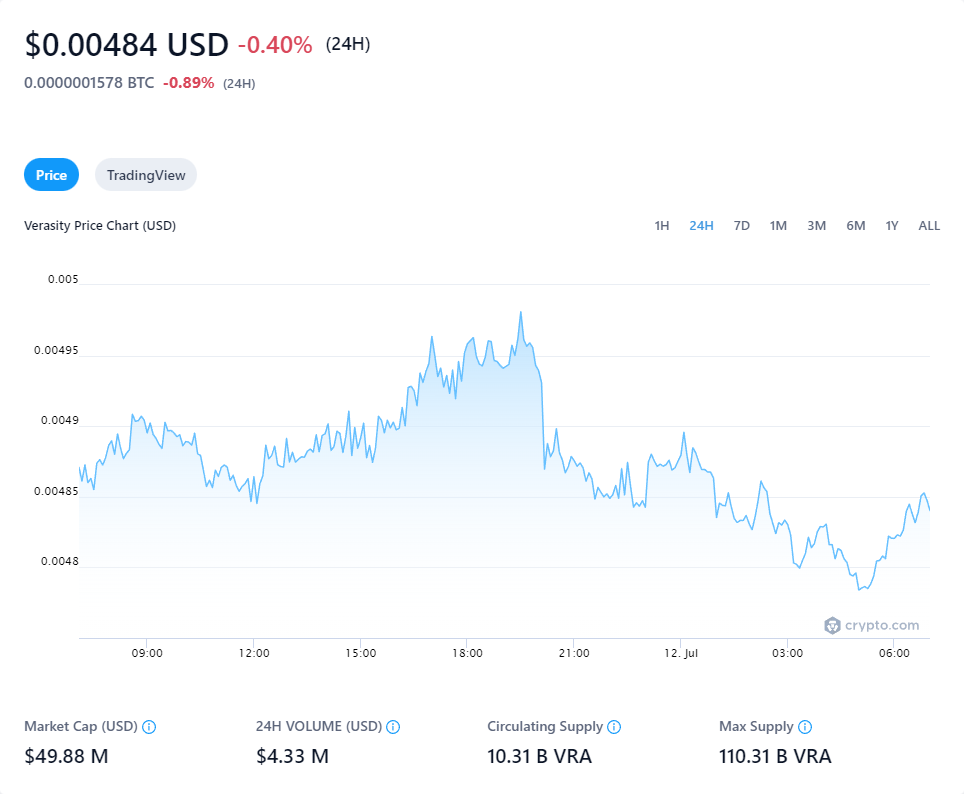 $0.00484 USD -0.40% (24H)
0.0000001578 BTC -0.89% (24H)
Price TradingView
Verasity Price Chart (USD) 1H 24H 7D 1M 3M 6M 1Y ALL
0.005
0.00495
0.0049
0.00485
0.0048
crypto.com
09:00 12:00 15:00 18:00 21:00 12. Jul 03:00 06:00
Market Cap (USD) 24H VOLUME (USD) Circulating Supply Max Supply
$49.88 M $4.33 M 10.31 B VRA 110.31 B VRA